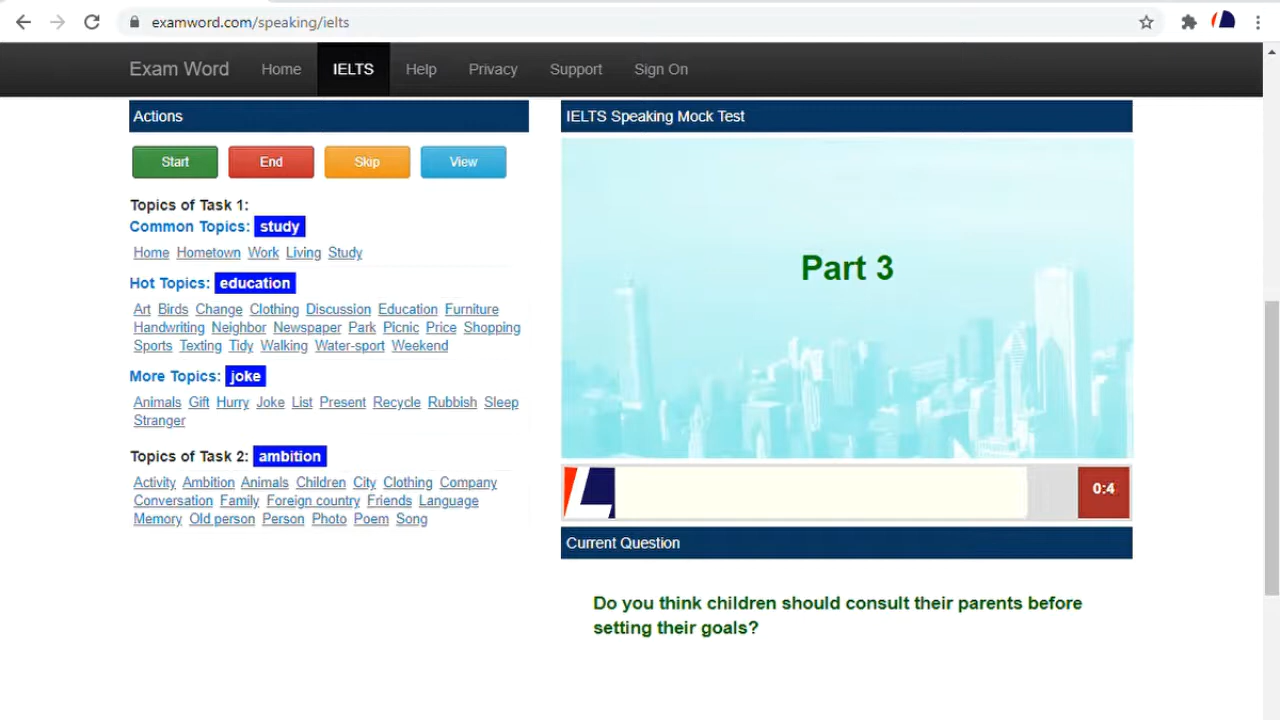 examword.com/speaking/ielts
Exam Word Home IELTS Help Privacy Support Sign On
Actions
Start End Skip View
Topics of Task 1:
Common Topics: study
Home Hometown Work Living Study
Hot Topics: education
Art Birds Change Clothing Discussion Education Furniture
Handwriting Neighbor Newspaper Park Picnic Price Shopping
Sports Texting Tidy Walking Water-sport Weekend
More Topics: joke
Animals Gift Hurry Joke List Present Recycle Rubbish Sleep
Stranger
Topics of Task 2: ambition
Activity Ambition Animals Children City Clothing Company
Conversation Family Foreign country Friends Language
Memory Old person Person Photo Poem Song
IELTS Speaking Mock Test
Part 3
0:4
Current Question
Do you think children should consult their parents before
setting their goals?